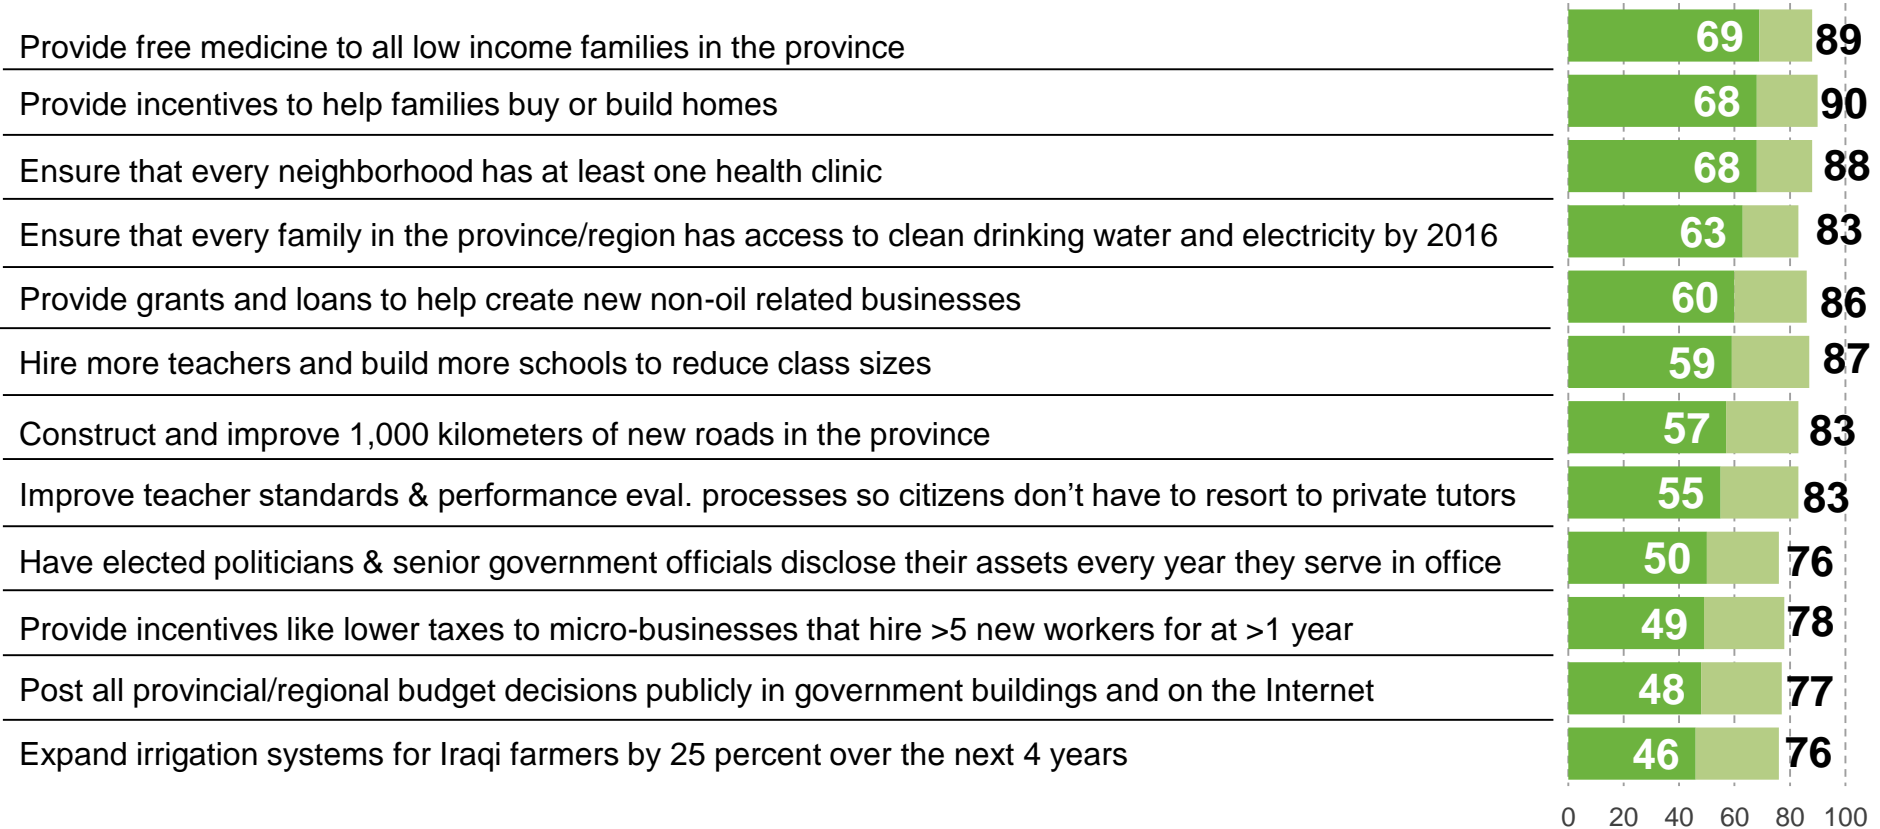 Provide free medicine to all low income families in the province 69 89
Provide incentives to help families buy or build homes 68 90
Ensure that every neighborhood has at least one health clinic 68 88
Ensure that every family in the province/region has access to clean drinking water and electricity by 2016 63 83
Provide grants and loans to help create new non-oil related businesses 60 86
Hire more teachers and build more schools to reduce class sizes 59 87
Construct and improve 1,000 kilometers of new roads in the province 57 83
Improve teacher standards & performance eval. processes so citizens don’t have to resort to private tutors 55 83
Have elected politicians & senior government officials disclose their assets every year they serve in office 50 76
Provide incentives like lower taxes to micro-businesses that hire >5 new workers for at >1 year 49 78
Post all provincial/regional budget decisions publicly in government buildings and on the Internet 48 77
Expand irrigation systems for Iraqi farmers by 25 percent over the next 4 years 46 76
0 20 40 60 80 100